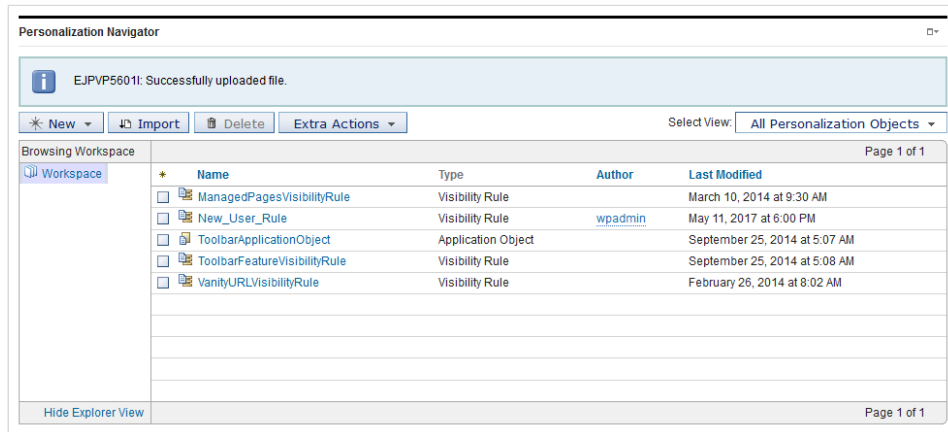 Personalization Navigator
EJPVP5601I: Successfully uploaded file.
New Import Delete Extra Actions Select View: All Personalization Objects
Browsing Workspace Page 1 of 1
Workspace
Name Type Author Last Modified
ManagedPagesVisibilityRule Visibility Rule March 10, 2014 at 9:30 AM
New_User_Rule Visibility Rule wpadmin May 11, 2017 at 6:00 PM
ToolbarApplicationObject Application Object September 25, 2014 at 5:07 AM
ToolbarFeatureVisibilityRule Visibility Rule September 25, 2014 at 5:08 AM
VanityURLVisibilityRule Visibility Rule February 26, 2014 at 8:02 AM
Hide Explorer View Page 1 of 1